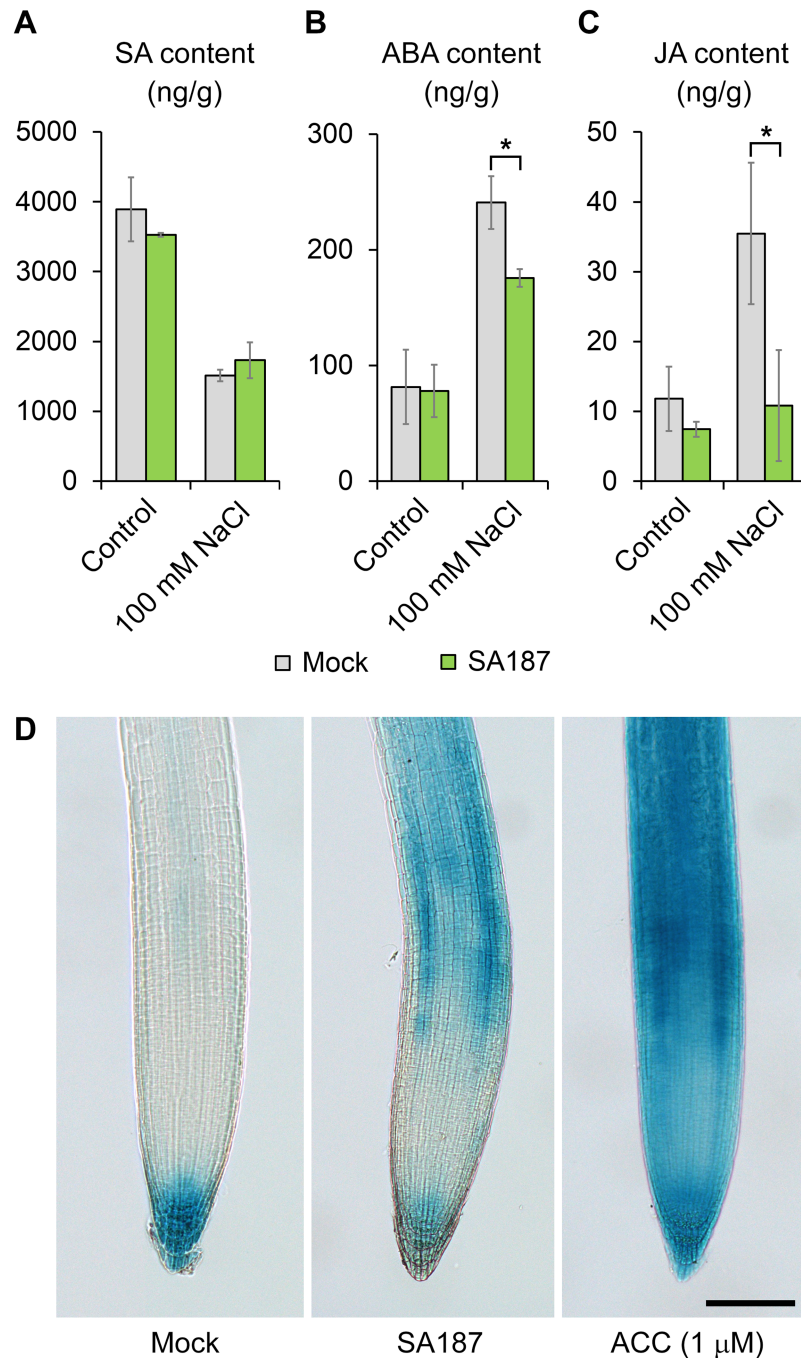 A
SA content
(ng/g)
5000
4000
3000
2000
1000
0
Control
100 mM NaCl
B
ABA content
(ng/g)
300
200
100
0
*
Control
100 mM NaCl
C
JA content
(ng/g)
50
40
30
20
10
0
*
Control
100 mM NaCl
Mock
SA187
D
Mock
SA187
ACC (1 μM)